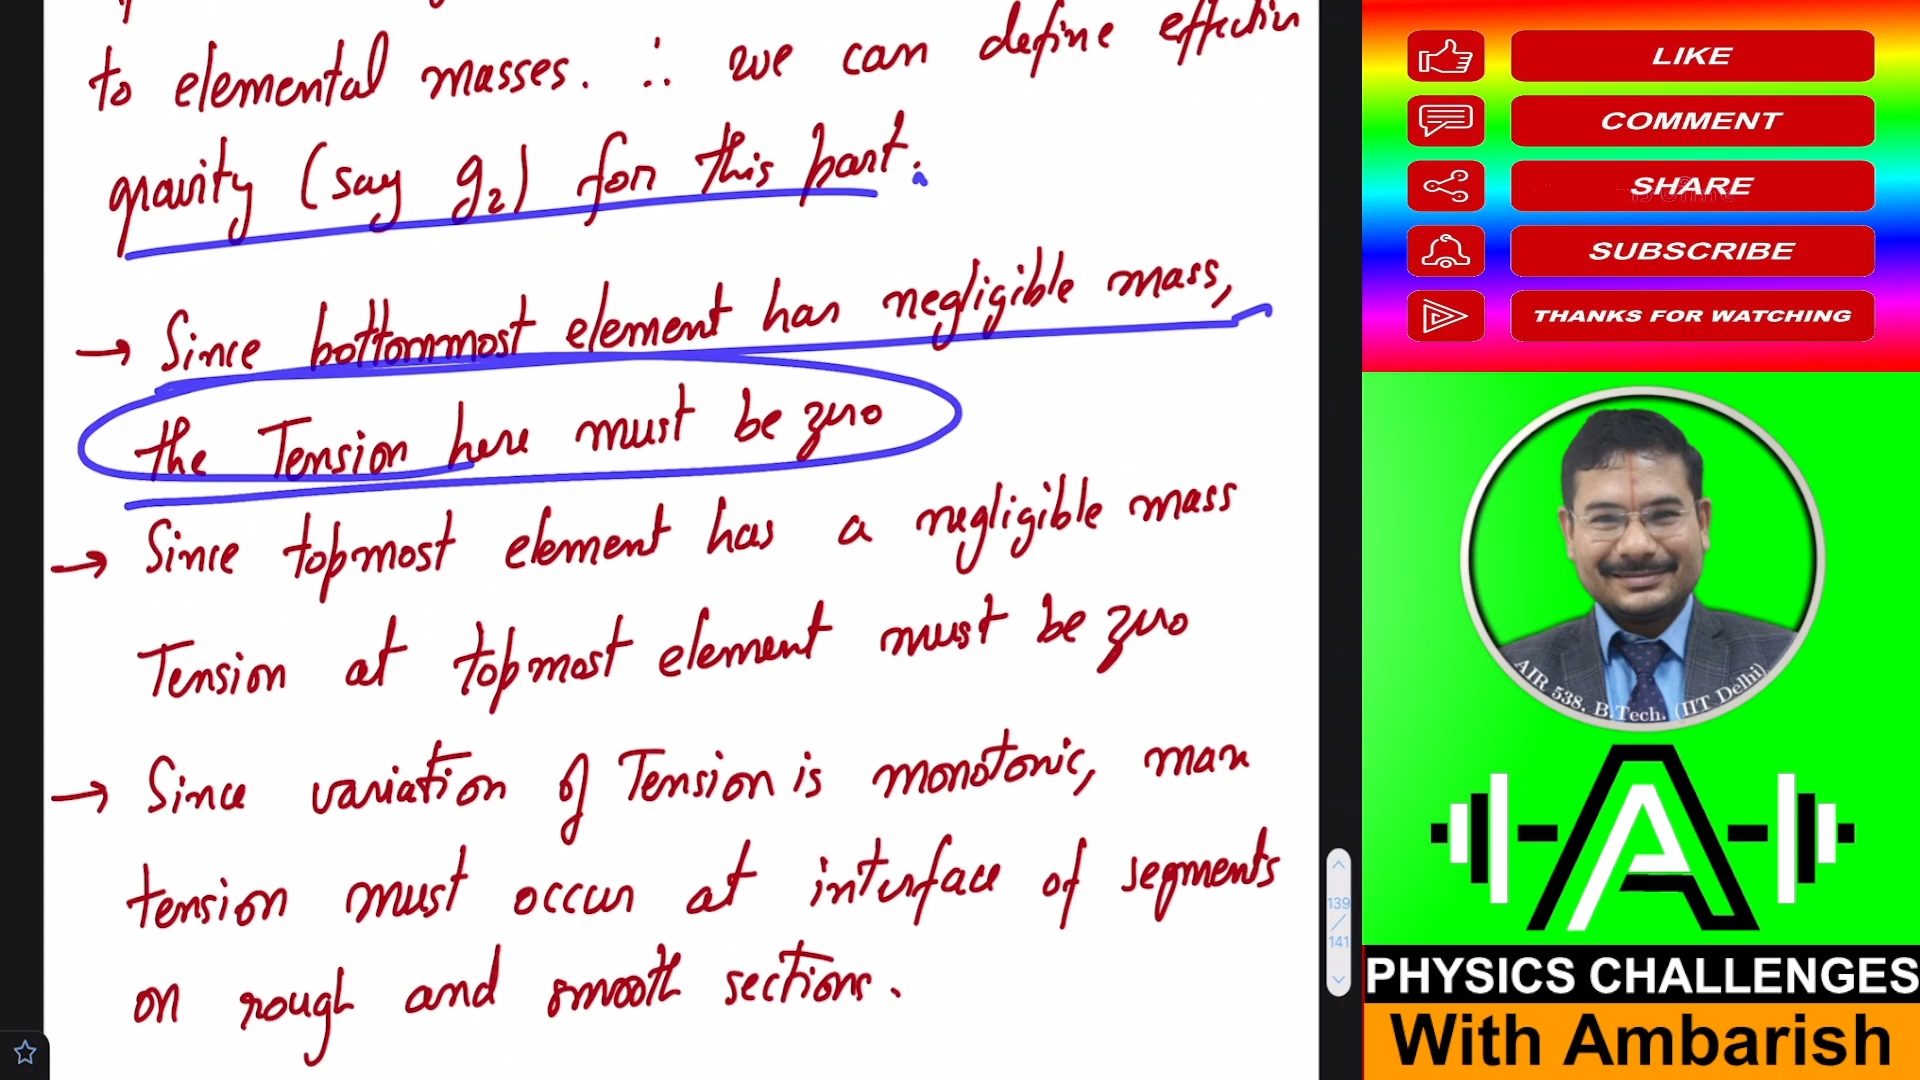 to elemental masses. ∴ we can define effective
gravity (say g₂) for this part.
→ Since bottommost element has negligible mass,
the Tension here must be zero
→ Since topmost element has a negligible mass
Tension at topmost element must be zero
→ Since variation of Tension is monotonic, max
tension must occur at interface of segments
on rough and smooth sections.
139
/
141
LIKE
COMMENT
SHARE
SUBSCRIBE
THANKS FOR WATCHING
AIR 538, B.Tech. (IIT Delhi)
A
PHYSICS CHALLENGES
With Ambarish